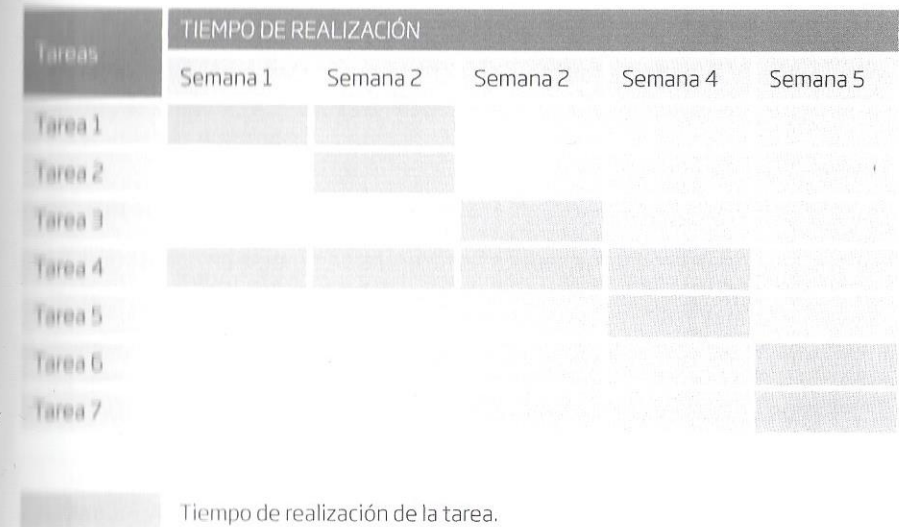 TIEMPO DE REALIZACIÓN
Tareas
Semana 1 Semana 2 Semana 2 Semana 4 Semana 5
Tarea 1
Tarea 2
Tarea 3
Tarea 4
Tarea 5
Tarea 6
Tarea 7
Tiempo de realización de la tarea.